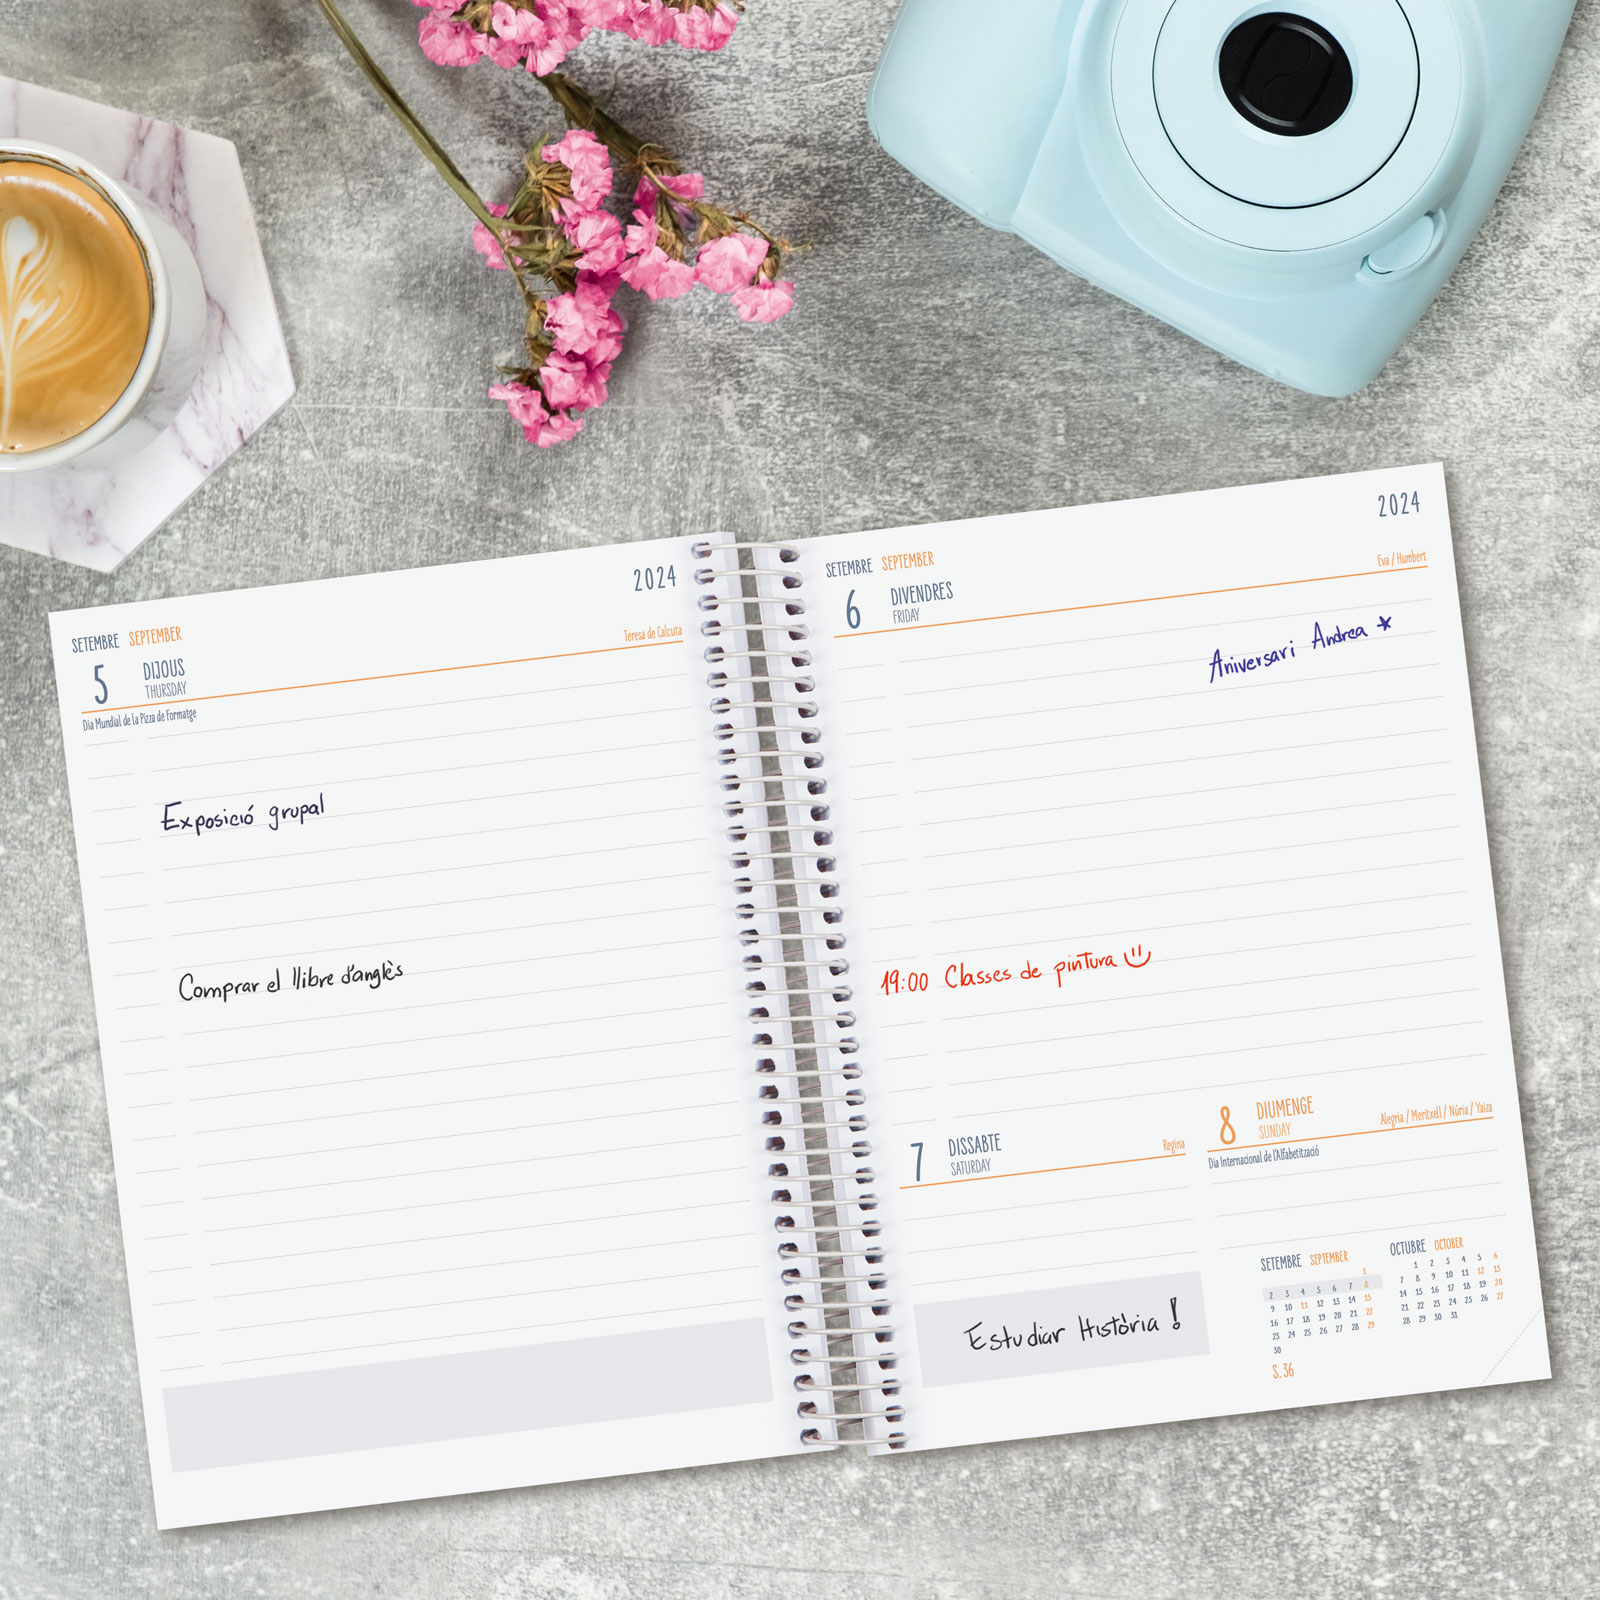 2024
SETEMBRE SEPTEMBER
5 DIJOUS
THURSDAY
Teresa de Calcuta
Dia Mundial de la Pizza de Formatge
Exposició grupal
Comprar el llibre d'anglès
2024
SETEMBRE SEPTEMBER
6 DIVENDRES
FRIDAY
Eva / Humbert
Aniversari Andrea
19:00 Classes de pintura
7 DISSABTE
SATURDAY
Regina
8 DIUMENGE
SUNDAY
Alegria / Meritxell / Núria / Yaiza
Dia Internacional de l'Alfabetització
Estudiar Història !
SETEMBRE SEPTEMBER
1
2 3 4 5 6 7 8
9 10 11 12 13 14 15
16 17 18 19 20 21 22
23 24 25 26 27 28 29
30
S. 36
OCTUBRE OCTOBER
1 2 3 4 5 6
7 8 9 10 11 12 13
14 15 16 17 18 19 20
21 22 23 24 25 26 27
28 29 30 31